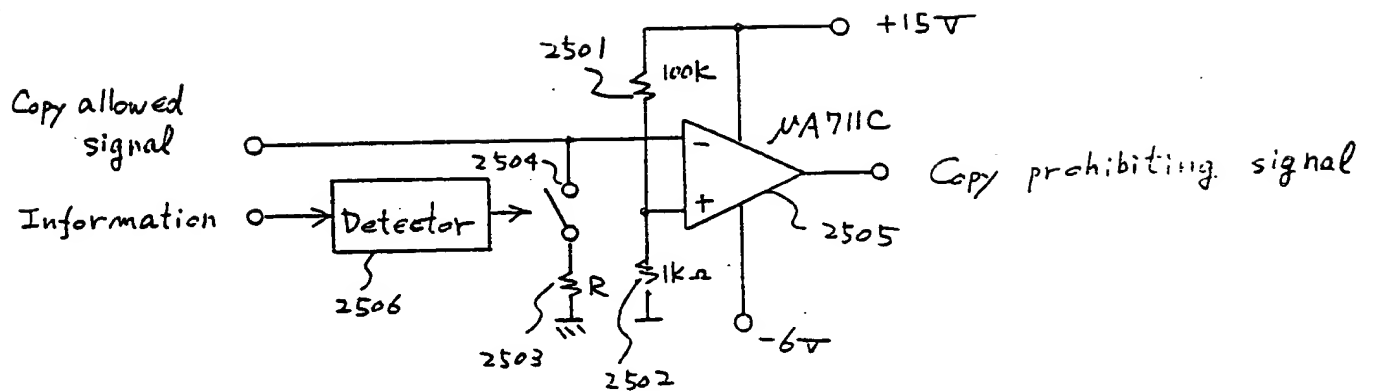 +15V
2501
100K
Copy allowed
signal
μA711C
2504
-
Copy prohibiting signal
Information
Detector
+
2505
2506
R
1kΩ
2503
2502
-6V